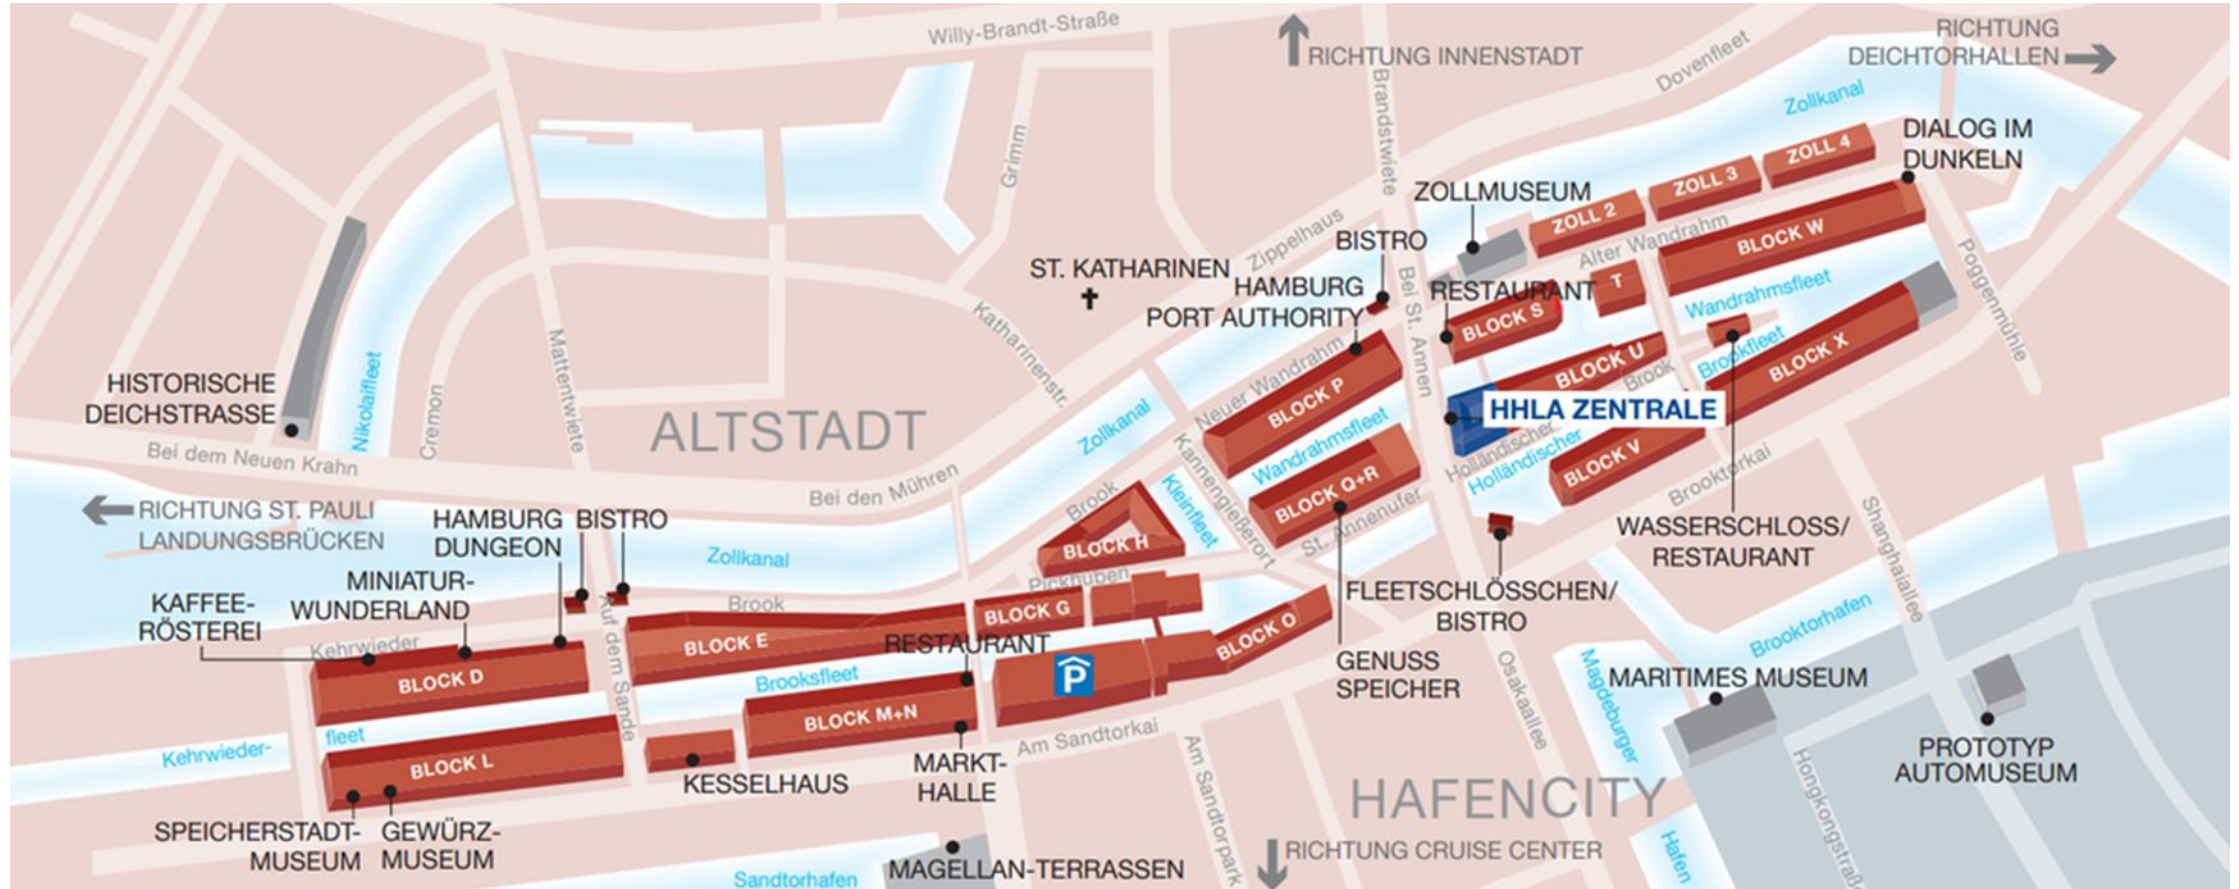 Willy-Brandt-Straße
RICHTUNG INNENSTADT
RICHTUNG
DEICHTORHALLEN
Dovenfleet
Zollkanal
Brandstwiete
Grimm
DIALOG IM
DUNKELN
ZOLL 4
ZOLL 3
ZOLL 2
ZOLLMUSEUM
Alter Wandrahm
BLOCK W
Zippelhaus
BISTRO
ST. KATHARINEN
HAMBURG
PORT AUTHORITY
Bei St. Annen
RESTAURANT
T
BLOCK S
Wandrahmsfleet
Poggenmühle
Katharinenstr.
Mattentwiete
Nikolaifleet
Cremon
HISTORISCHE
DEICHSTRASSE
Neuer Wandrahm
BLOCK P
BLOCK U
Brook
Brookfleet
BLOCK X
HHLA ZENTRALE
ALTSTADT
Zollkanal
Wandrahmsfleet
Holländischer
Holländischer
BLOCK V
Brooktorkai
Bei dem Neuen Krahn
Bei den Mühren
Kannengießerort
Kleinfleet
BLOCK Q+R
St. Annenufer
RICHTUNG ST. PAULI
LANDUNGSBRÜCKEN
HAMBURG
DUNGEON
BISTRO
Zollkanal
Brook
BLOCK H
Pickhuben
WASSERSCHLOSS/
RESTAURANT
Shanghaiallee
FLEETSCHLÖSSCHEN/
BISTRO
Brooktorhafen
MINIATUR-
WUNDERLAND
KAFFEE-
RÖSTEREI
Kehrwieder
Auf dem Sande
Brook
BLOCK G
BLOCK E
RESTAURANT
BLOCK O
P
GENUSS
SPEICHER
Osakaallee
Magdeburger
Hafen
MARITIMES MUSEUM
BLOCK D
Brooksfleet
BLOCK M+N
Kehrwieder-
fleet
BLOCK L
KESSELHAUS
MARKT-
HALLE
Am Sandtorkai
Am Sandtorpark
HAFENCITY
PROTOTYP
AUTOMUSEUM
Hongkongstraße
SPEICHERSTADT-
MUSEUM
GEWÜRZ-
MUSEUM
Sandtorhafen
MAGELLAN-TERRASSEN
RICHTUNG CRUISE CENTER